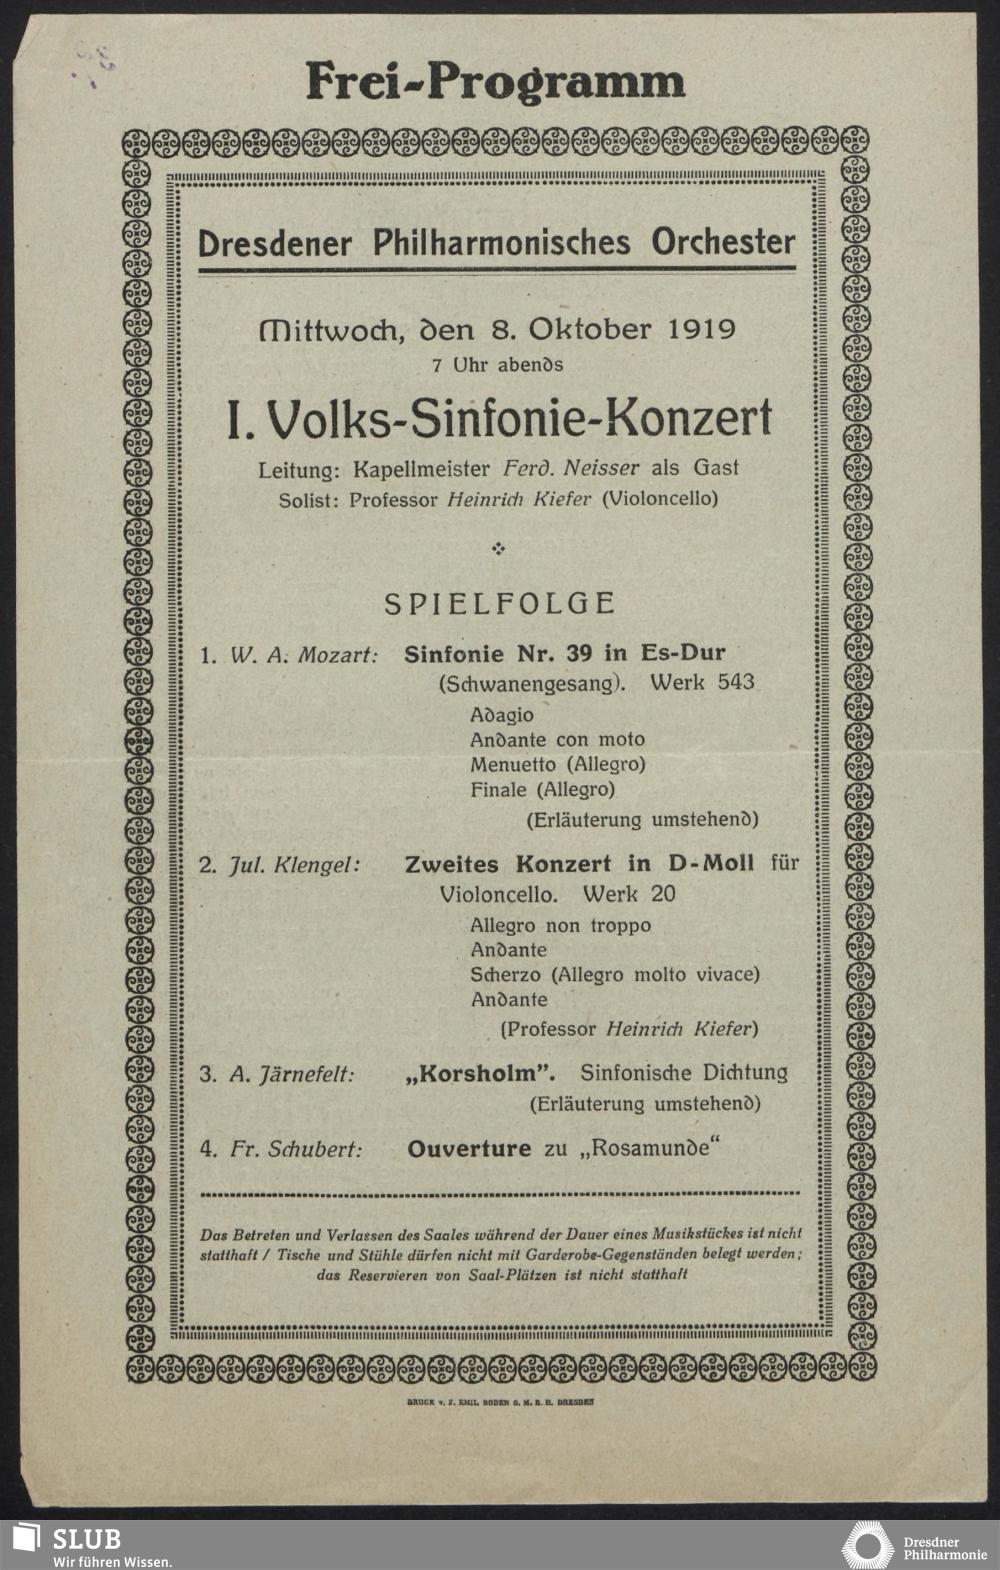 Frei-Programm
Dresdener Philharmonisches Orchester
Mittwoch, den 8. Oktober 1919
7 Uhr abends
I. Volks-Sinfonie-Konzert
Leitung: Kapellmeister Ferd. Neisser als Gast
Solist: Professor Heinrich Kiefer (Violoncello)
SPIELFOLGE
1. W. A. Mozart: Sinfonie Nr. 39 in Es-Dur
(Schwanengesang). Werk 543
Adagio
Andante con moto
Menuetto (Allegro)
Finale (Allegro)
(Erläuterung umstehend)
2. Jul. Klengel: Zweites Konzert in D-Moll für
Violoncello. Werk 20
Allegro non troppo
Andante
Scherzo (Allegro molto vivace)
Andante
(Professor Heinrich Kiefer)
3. A. Järnefelt: „Korsholm”. Sinfonische Dichtung
(Erläuterung umstehend)
4. Fr. Schubert: Ouverture zu „Rosamunde“
Das Betreten und Verlassen des Saales während der Dauer eines Musikstückes ist nicht
statthaft / Tische und Stühle dürfen nicht mit Garderobe-Gegenständen belegt werden;
das Reservieren von Saal-Plätzen ist nicht statthaft
DRUCK v. F. EMIL BODEN G. M. B. H. DRESDEN
SLUB
Wir führen Wissen.
Dresdner
Philharmonie